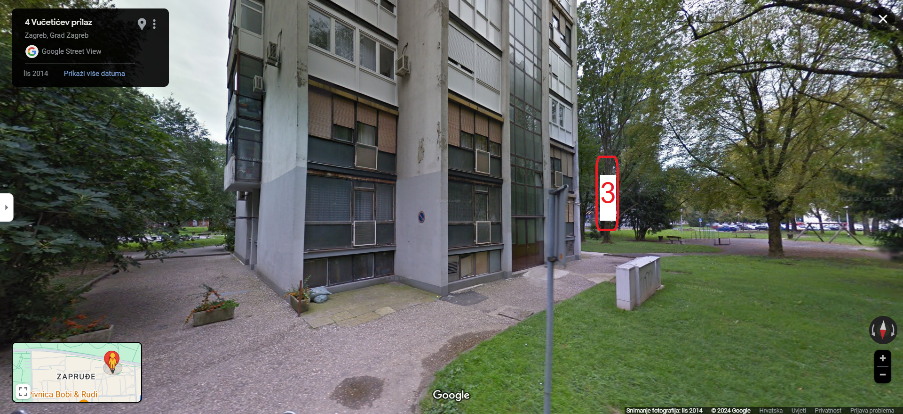 4 Vučetićev prilaz
Zagreb, Grad Zagreb
Google Street View
lis 2014
Prikaži više datuma
3
ZAPRUĐE
ivnica Bobi & Rudi
Google
Snimanje fotografija: lis 2014 © 2024 Google Hrvatska Uvjeti Privatnost Prijava problema